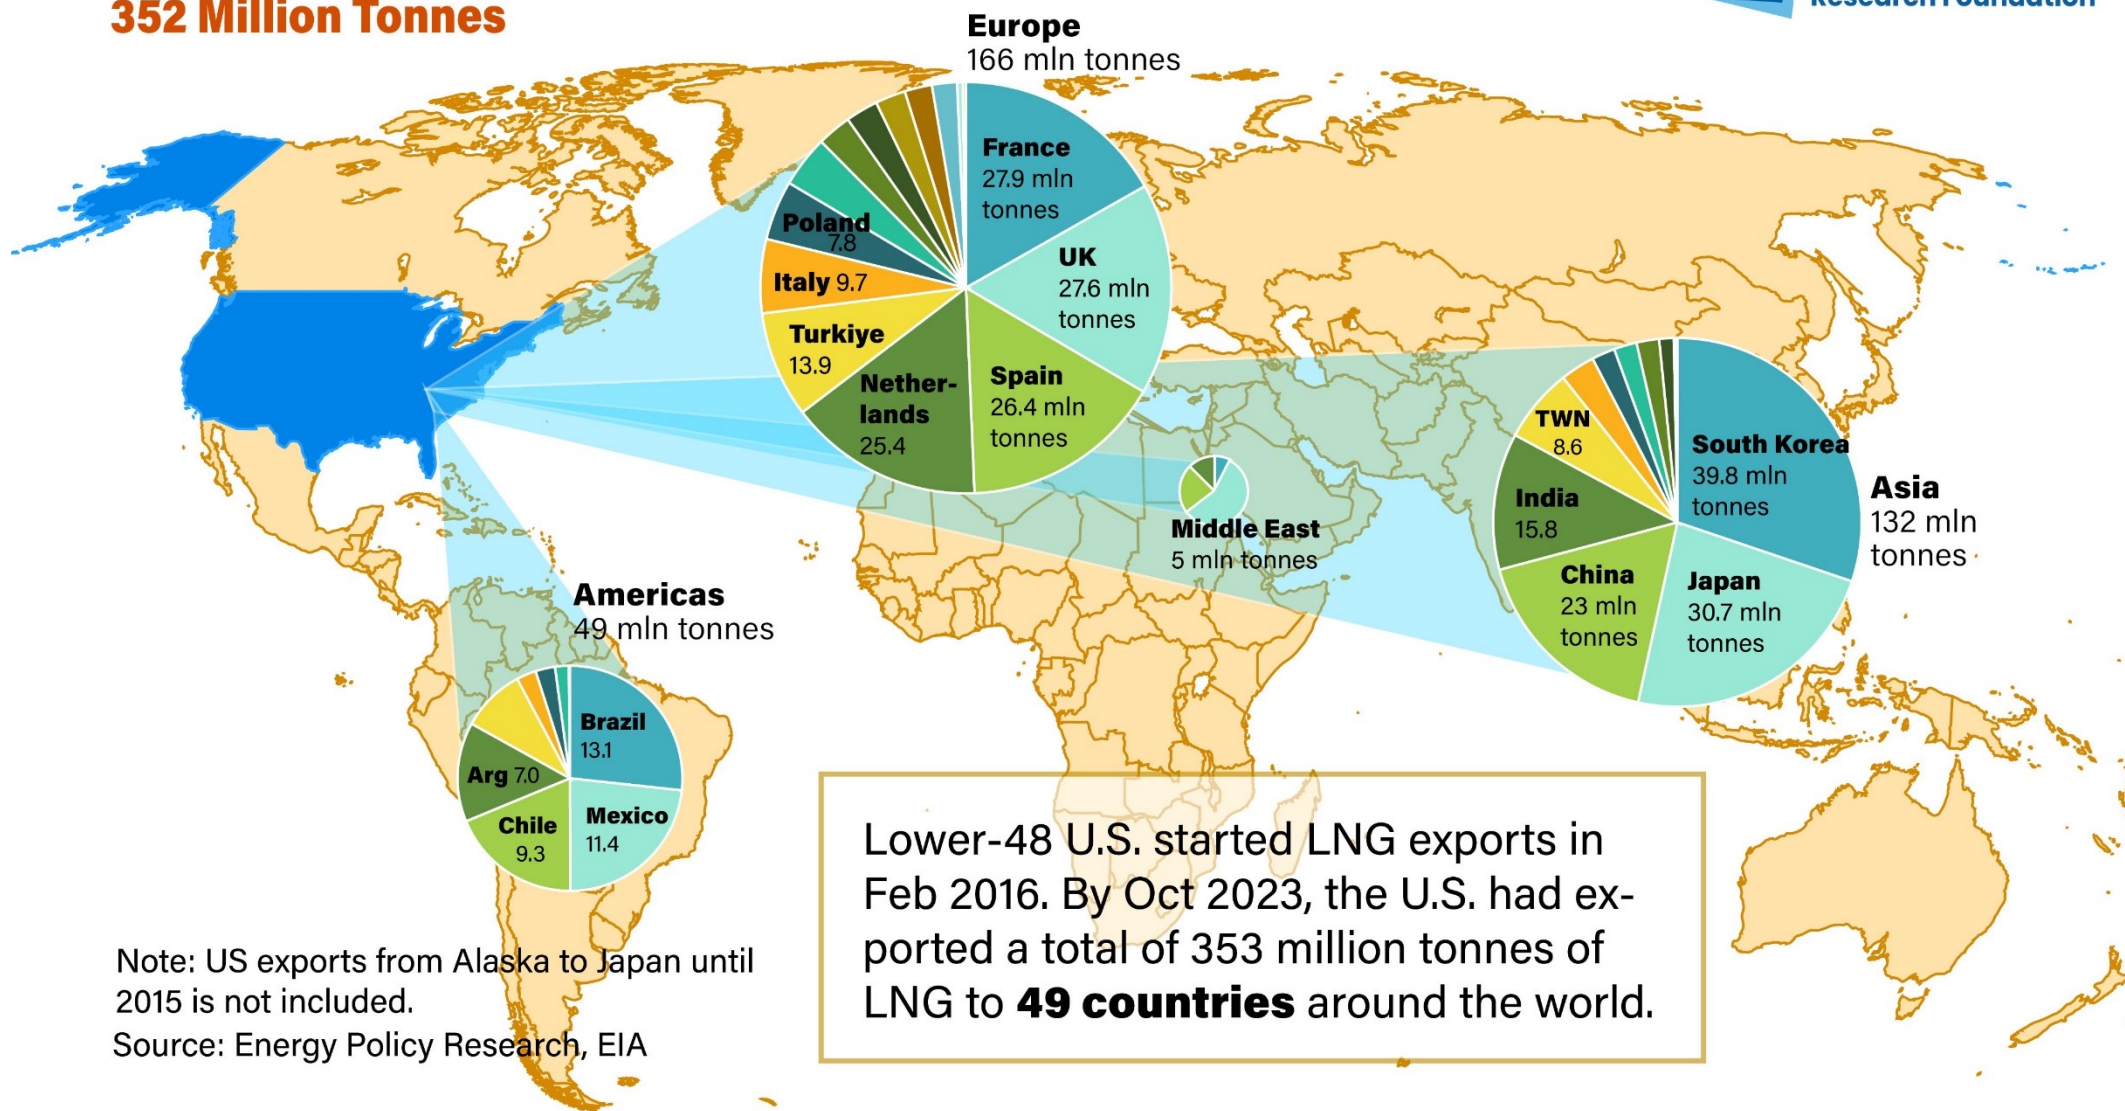 352 Million Tonnes
Research Foundation
Europe
166 mln tonnes
France
27.9 mln
tonnes
UK
27.6 mln
tonnes
Spain
26.4 mln
tonnes
Nether-
lands
25.4
Turkiye
13.9
Italy 9.7
Poland
7.8
Middle East
5 mln tonnes
South Korea
39.8 mln
tonnes
Japan
30.7 mln
tonnes
China
23 mln
tonnes
India
15.8
TWN
8.6
Asia
132 mln
tonnes
Americas
49 mln tonnes
Brazil
13.1
Mexico
11.4
Chile
9.3
Arg 7.0
Lower-48 U.S. started LNG exports in
Feb 2016. By Oct 2023, the U.S. had ex-
ported a total of 353 million tonnes of
LNG to 49 countries around the world.
Note: US exports from Alaska to Japan until
2015 is not included.
Source: Energy Policy Research, EIA